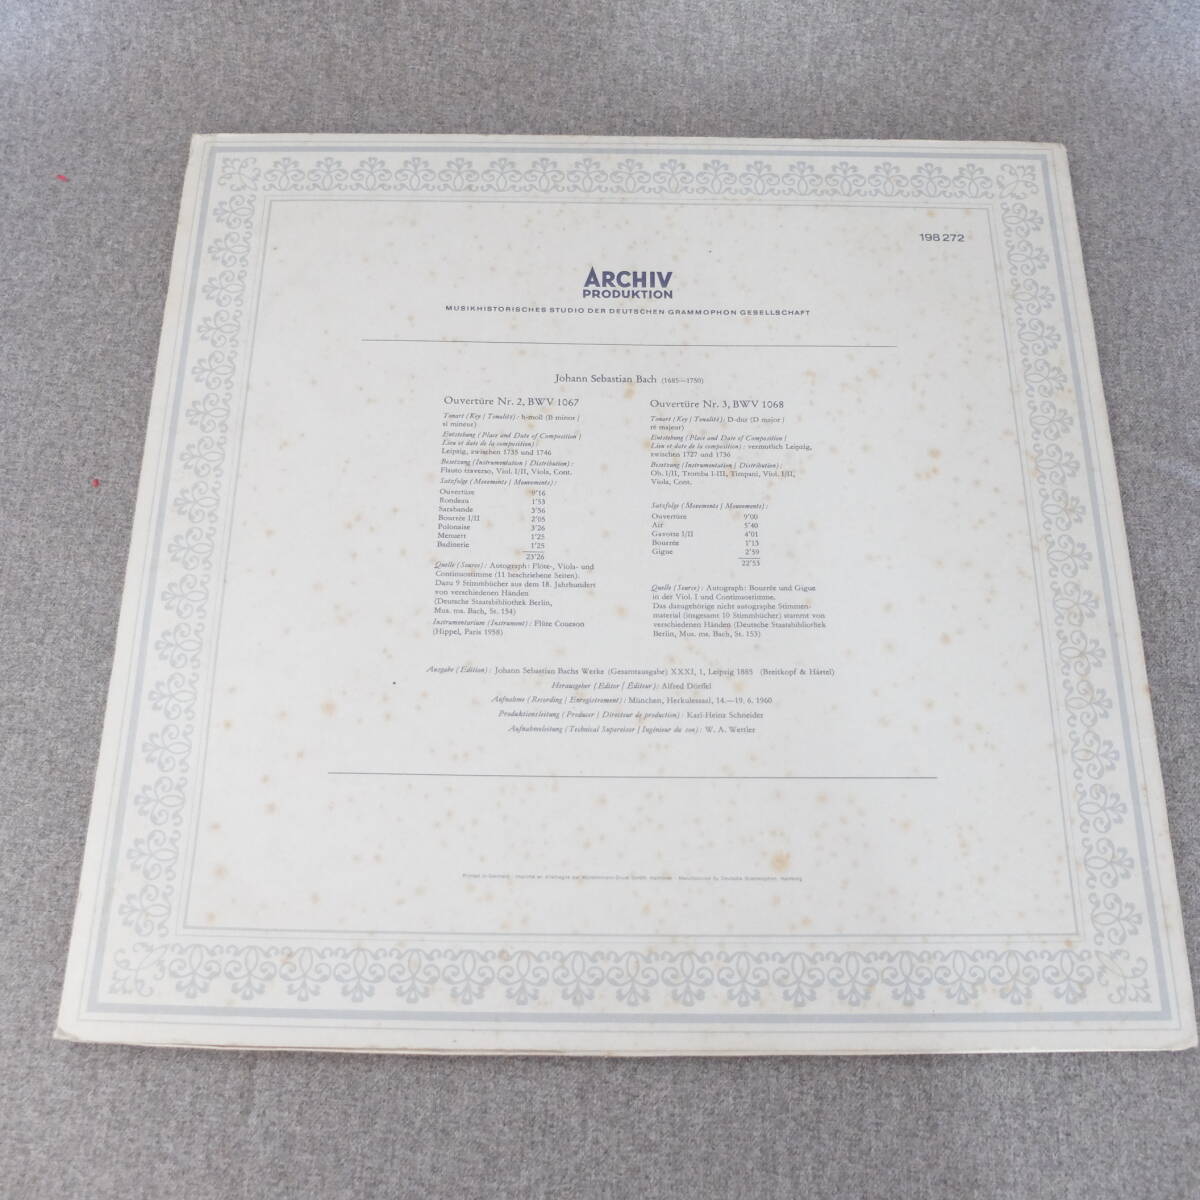 198 272
ARCHIV
PRODUKTION
MUSIKHISTORISCHES STUDIO DER DEUTSCHEN GRAMMOPHON GESELLSCHAFT
Johann Sebastian Bach (1685—1750)
Ouvertüre Nr. 2, BWV 1067
Tonart (Key / Tonalité): h-moll (B minor /
si mineur)
Entstehung (Place and Date of Composition /
Lieu et date de la composition):
Leipzig, zwischen 1735 und 1746
Besetzung (Instrumentation / Distribution):
Flauto traverso, Viol. I/II, Viola, Cont.
Satzfolge (Movements / Mouvements):
Ouvertüre 9'16
Rondeau 1'53
Sarabande 3'56
Bourrée I/II 2'05
Polonaise 3'26
Menuett 1'25
Badinerie 1'25
23'26
Quelle (Source): Autograph: Flöte-, Viola- und
Continuostimme (11 beschriebene Seiten).
Dazu 9 Stimmbücher aus dem 18. Jahrhundert
von verschiedenen Händen
(Deutsche Staatsbibliothek Berlin,
Mus. ms. Bach, St. 154)
Instrumentarium (Instrument): Flûte Couesnon
(Hippel, Paris 1958)
Ouvertüre Nr. 3, BWV 1068
Tonart (Key / Tonalité): D-dur (D major /
ré majeur)
Entstehung (Place and Date of Composition /
Lieu et date de la composition): vermutlich Leipzig,
zwischen 1727 und 1736
Besetzung (Instrumentation / Distribution):
Ob. I/II, Tromba I-III, Timpani, Viol. I/II,
Viola, Cont.
Satzfolge (Movements / Mouvements):
Ouvertüre 9'00
Air 5'40
Gavotte I/II 4'01
Bourrée 1'13
Gigue 2'59
22'53
Quelle (Source): Autograph: Bourrée und Gigue
in der Viol. I und Continuostimme.
Das dazugehörige nicht autographe Stimmen-
material (insgesamt 10 Stimmbücher) stammt von
verschiedenen Händen (Deutsche Staatsbibliothek
Berlin, Mus. ms. Bach, St. 153)
Ausgabe (Edition): Johann Sebastian Bachs Werke (Gesamtausgabe) XXXI, 1, Leipzig 1885 (Breitkopf & Härtel)
Herausgeber (Editor / Éditeur): Alfred Dörffel
Aufnahme (Recording / Enregistrement): München, Herkulessaal, 14.—19. 6. 1960
Produktionsleitung (Producer / Directeur de production): Karl-Heinz Schneider
Aufnahmeleitung (Technical Supervisor / Ingénieur du son): W. A. Wettler
Printed in Germany · Imprimé en Allemagne par